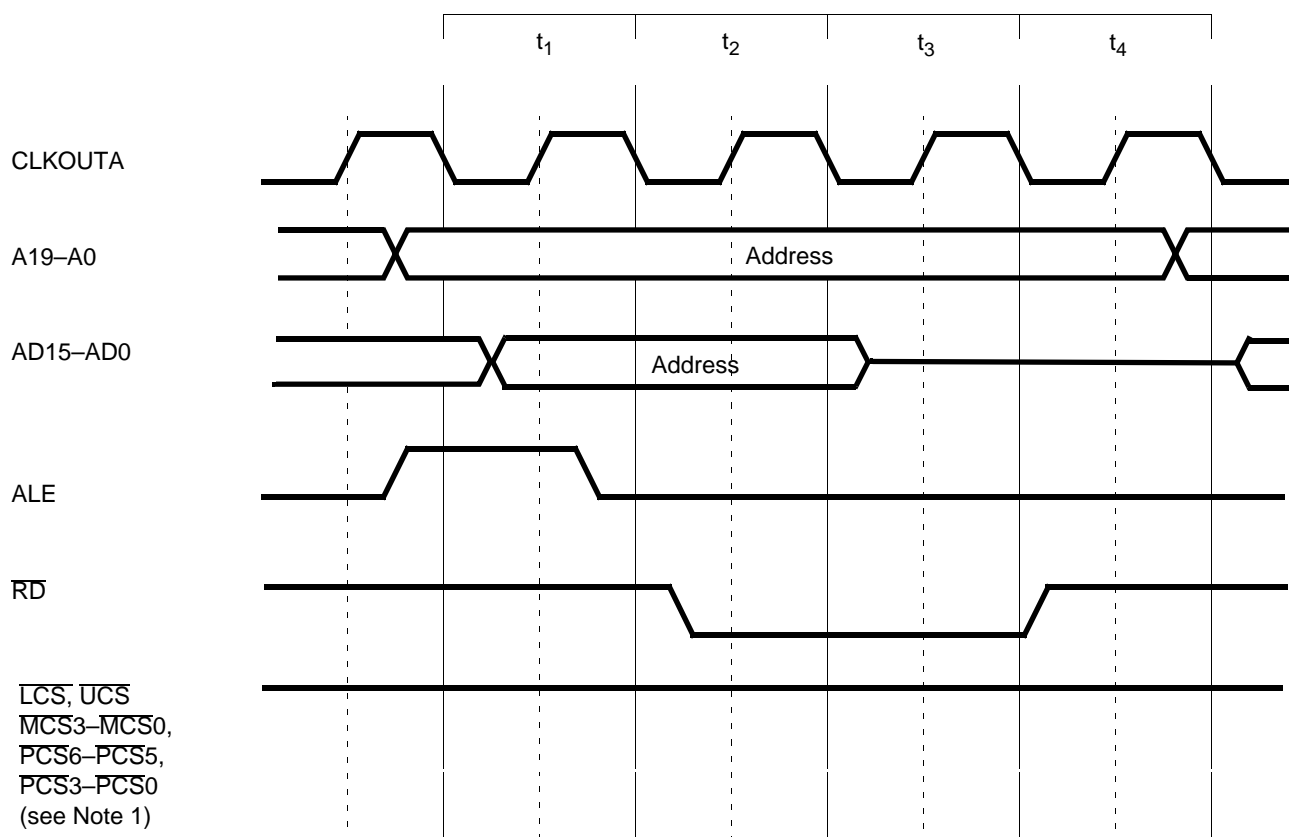 t1 t2 t3 t4
CLKOUTA
A19–A0
Address
AD15–AD0
Address
ALE
RD
LCS, UCS
MCS3–MCS0,
PCS6–PCS5,
PCS3–PCS0
(see Note 1)